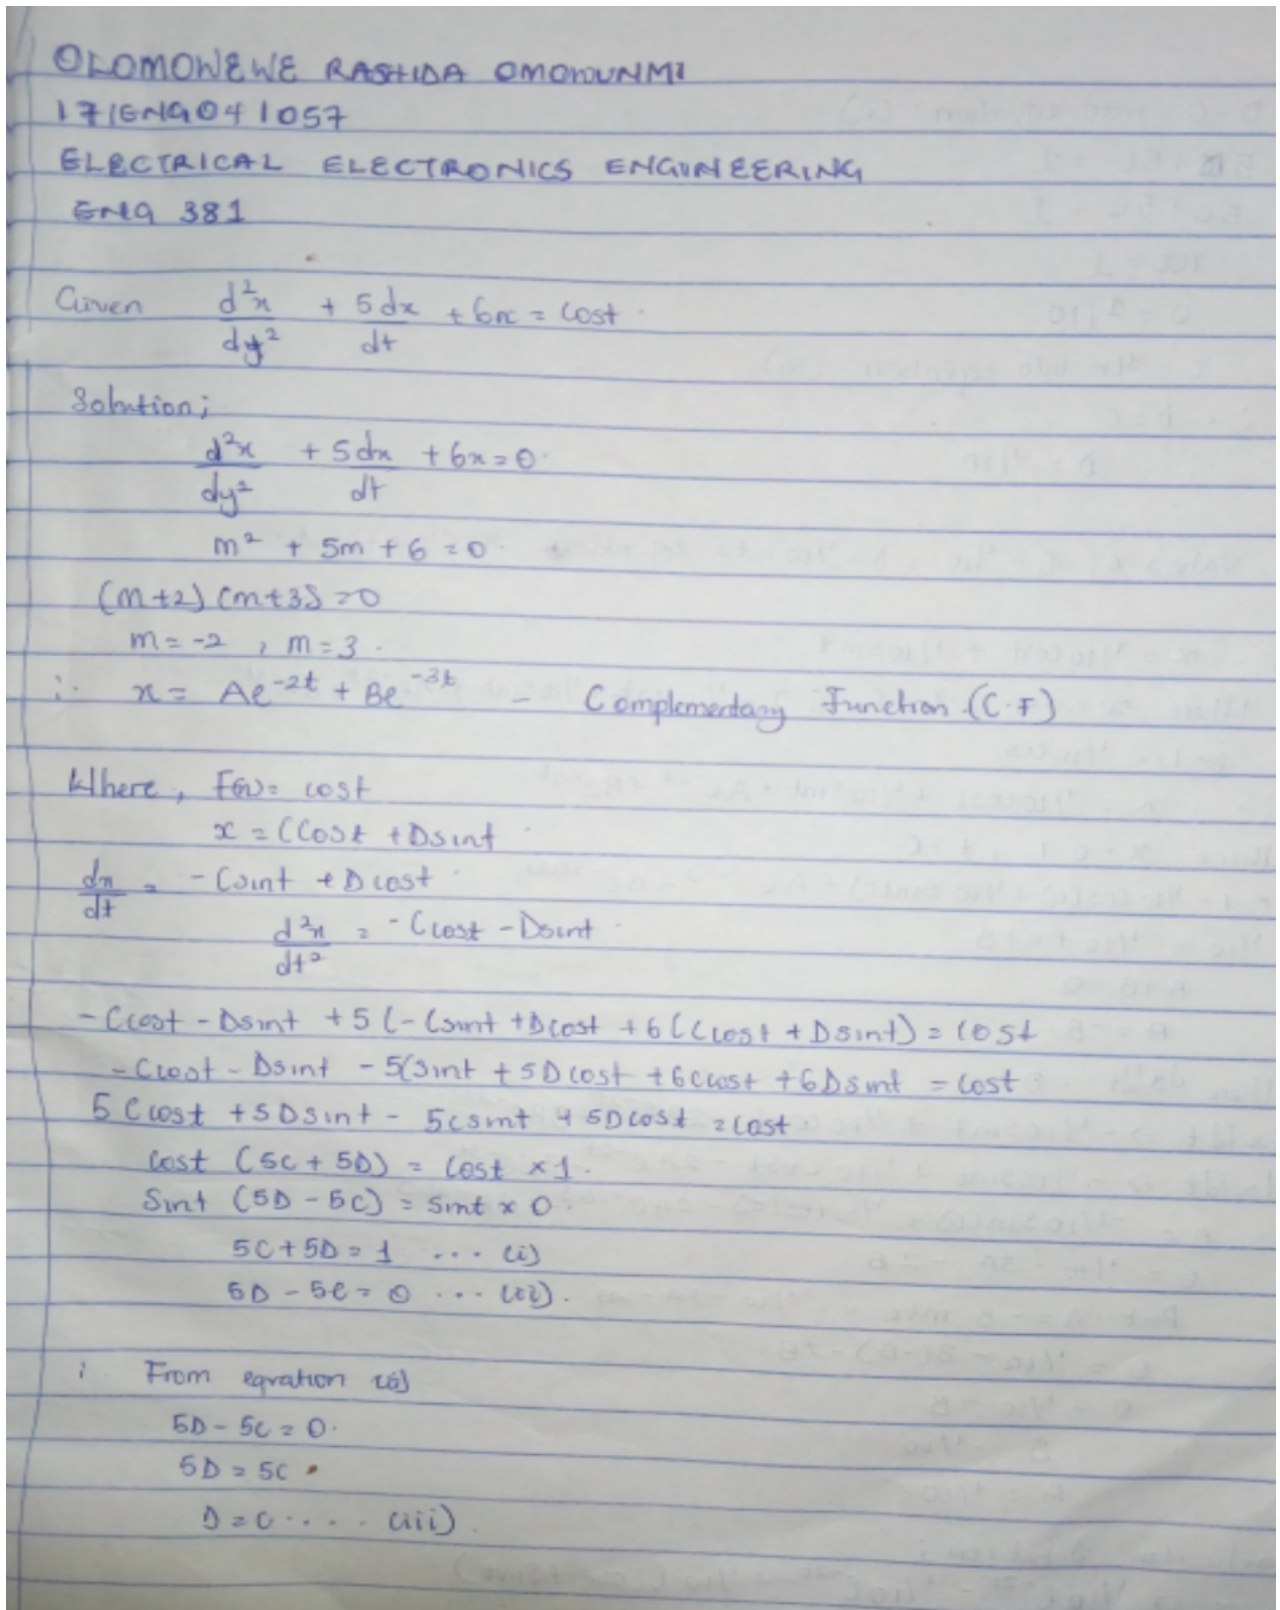 OLOMOWEWE RASHIDA OMOTUNMI
17/ENG04/057
ELECTRICAL ELECTRONICS ENGINEERING
ENG 381
Given d²x/dy² + 5dx/dt + 6x = cost.
Solution;
d²x/dy² + 5dx/dt + 6x = 0.
m² + 5m + 6 = 0.
(m+2)(m+3) = 0
m = -2, m = 3.
∴ x = Ae^-2t + Be^-3t – Complementary Function (C.F)
Where, F(x) = cost
x = Ccost + Dsint
dx/dt = -Csint + Dcost.
d²x/dt² = -Ccost - Dsint.
-Ccost - Dsint + 5(-Csint + Dcost + 6(Ccost + Dsint) = cost
-Ccost - Dsint - 5Csint + 5Dcost + 6Ccost + 6Dsint = cost
5Ccost + 5Dsint - 5Csint + 5Dcost = cost
cost (5C + 5D) = cost x 1.
Sint (5D - 5C) = Sint x 0.
5C + 5D = 1 ... (i)
5D - 5C = 0 ... (ii).
: From equation (ii)
5D - 5C = 0.
5D = 5C
D = C .... (iii).